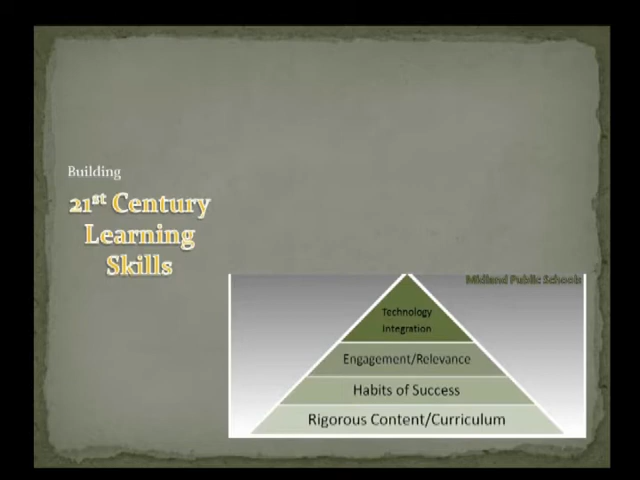 Building
21st Century
Learning
Skills
Midland Public Schools
Technology
Integration
Engagement/Relevance
Habits of Success
Rigorous Content/Curriculum